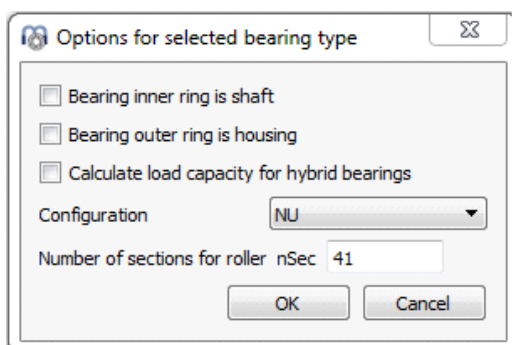 Options for selected bearing type
Bearing inner ring is shaft
Bearing outer ring is housing
Calculate load capacity for hybrid bearings
Configuration NU
Number of sections for roller nSec 41
OK Cancel